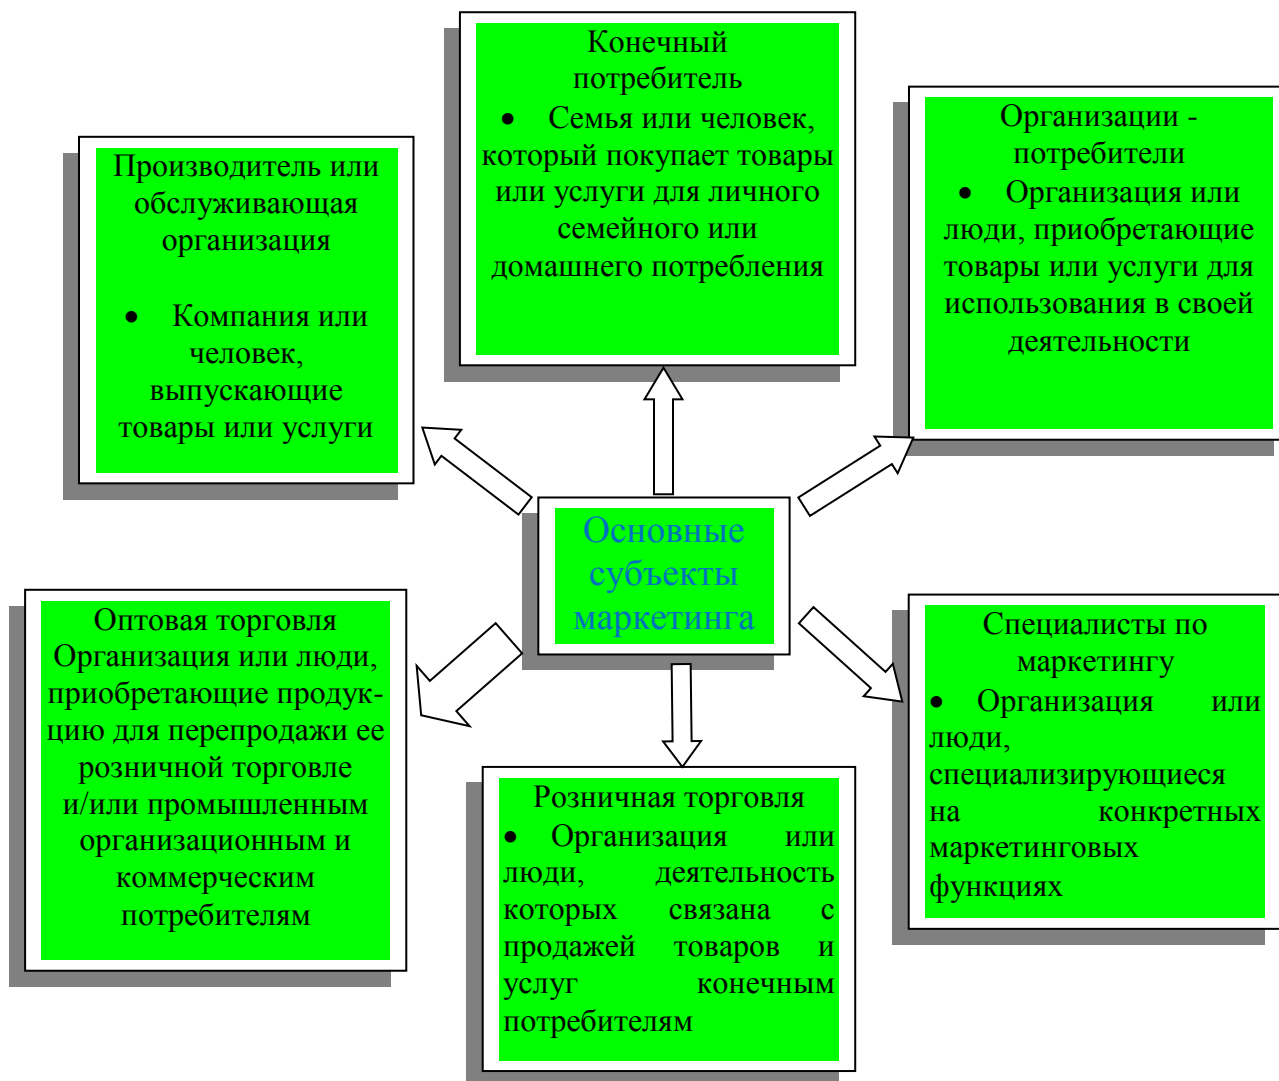 Конечный
потребитель
• Семья или человек,
который покупает товары
или услуги для личного
семейного или
домашнего потребления
Организации -
потребители
• Организация или
люди, приобретающие
товары или услуги для
использования в своей
деятельности
Производитель или
обслуживающая
организация
• Компания или
человек,
выпускающие
товары или услуги
Основные
субъекты
маркетинга
Оптовая торговля
Организация или люди,
приобретающие продук-
цию для перепродажи ее
розничной торговле
и/или промышленным
организационным и
коммерческим
потребителям
Специалисты по
маркетингу
• Организация или
люди,
специализирующиеся
на конкретных
маркетинговых
функциях
Розничная торговля
• Организация или
люди, деятельность
которых связана с
продажей товаров и
услуг конечным
потребителям